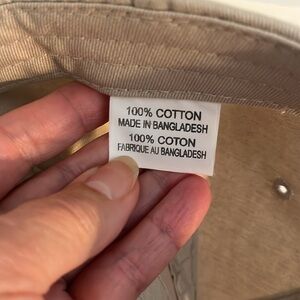 100% COTTON
MADE IN BANGLADESH
100% COTON
FABRIQUE AU BANGLADESH